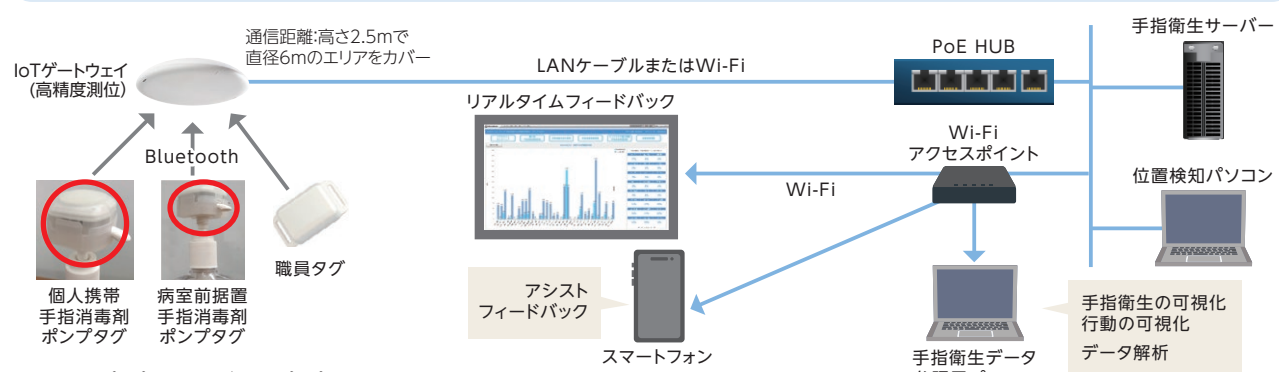 通信距離:高さ2.5mで
直径6mのエリアをカバー
IoTゲートウェイ
(高精度測位)
LANケーブルまたはWi-Fi
PoE HUB
手指衛生サーバー
リアルタイムフィードバック
Bluetooth
Wi-Fi
アクセスポイント
Wi-Fi
位置検知パソコン
個人携帯
手指消毒剤
ポンプタグ
病室前据置
手指消毒剤
ポンプタグ
職員タグ
アシスト
フィードバック
スマートフォン
手指衛生データ
手指衛生の可視化
行動の可視化
データ解析